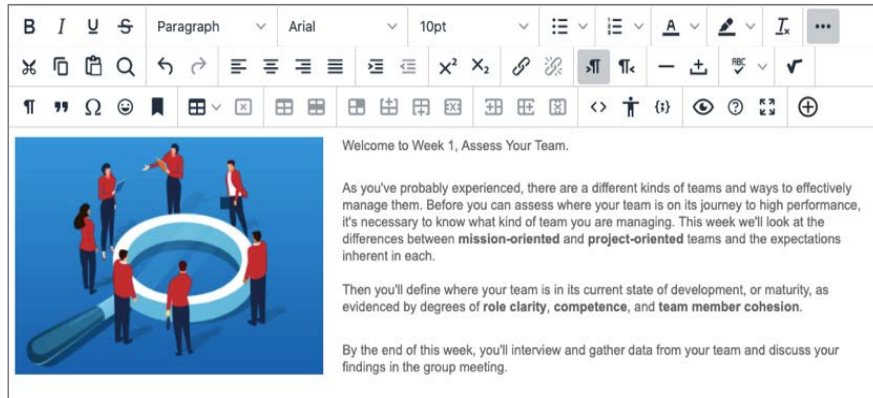 B I U S Paragraph Arial 10pt A Tx
X² X₂ ABC
Welcome to Week 1, Assess Your Team.
As you've probably experienced, there are a different kinds of teams and ways to effectively
manage them. Before you can assess where your team is on its journey to high performance,
it's necessary to know what kind of team you are managing. This week we'll look at the
differences between mission-oriented and project-oriented teams and the expectations
inherent in each.
Then you'll define where your team is in its current state of development, or maturity, as
evidenced by degrees of role clarity, competence, and team member cohesion.
By the end of this week, you'll interview and gather data from your team and discuss your
findings in the group meeting.